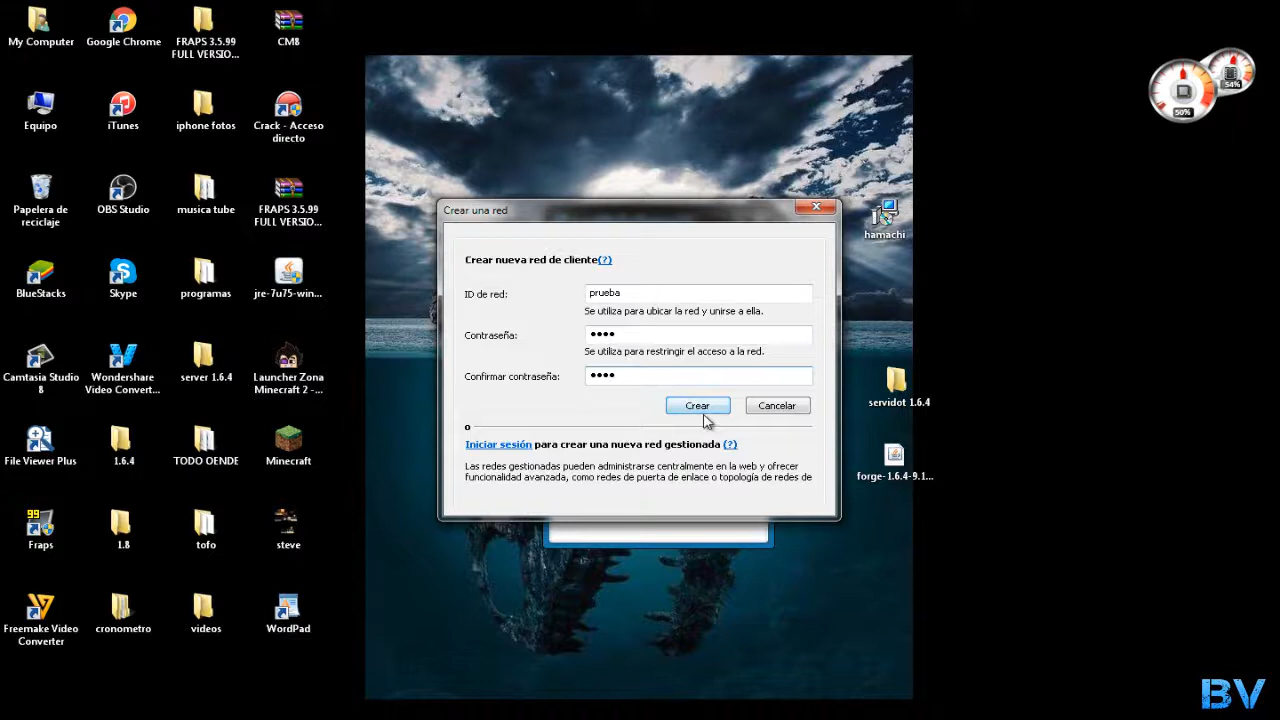 My Computer
Google Chrome
FRAPS 3.5.99
FULL VERSIO...
CM8
Equipo
iTunes
iphone fotos
Crack - Acceso
directo
Papelera de
reciclaje
OBS Studio
musica tube
FRAPS 3.5.99
FULL VERSIO...
BlueStacks
Skype
programas
jre-7u75-win...
Camtasia Studio
8
Wondershare
Video Convert...
server 1.6.4
Launcher Zona
Minecraft 2 - ...
File Viewer Plus
1.6.4
TODO OENDE
Minecraft
99
Fraps
1.8
tofo
steve
Freemake Video
Converter
cronometro
videos
WordPad
Crear una red
Crear nueva red de cliente(?)
ID de red:
prueba
Se utiliza para ubicar la red y unirse a ella.
Contraseña:
••••
Se utiliza para restringir el acceso a la red.
Confirmar contraseña:
••••
Crear
Cancelar
o
Iniciar sesión para crear una nueva red gestionada (?)
Las redes gestionadas pueden administrarse centralmente en la web y ofrecer
funcionalidad avanzada, como redes de puerta de enlace o topología de redes de
54%
50%
hamachi
servidot 1.6.4
forge-1.6.4-9.1...
BV